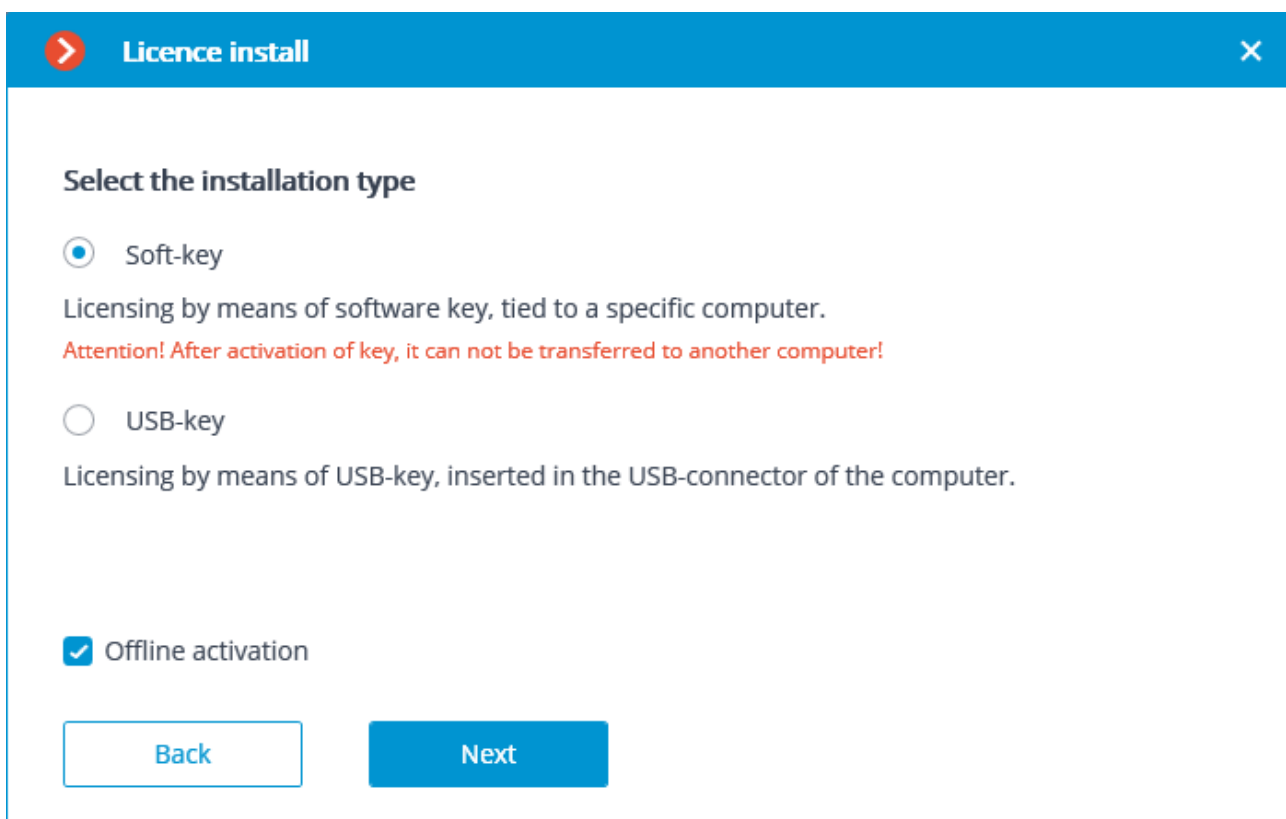 Licence install
Select the installation type
Soft-key
Licensing by means of software key, tied to a specific computer.
Attention! After activation of key, it can not be transferred to another computer!
USB-key
Licensing by means of USB-key, inserted in the USB-connector of the computer.
Offline activation
Back
Next